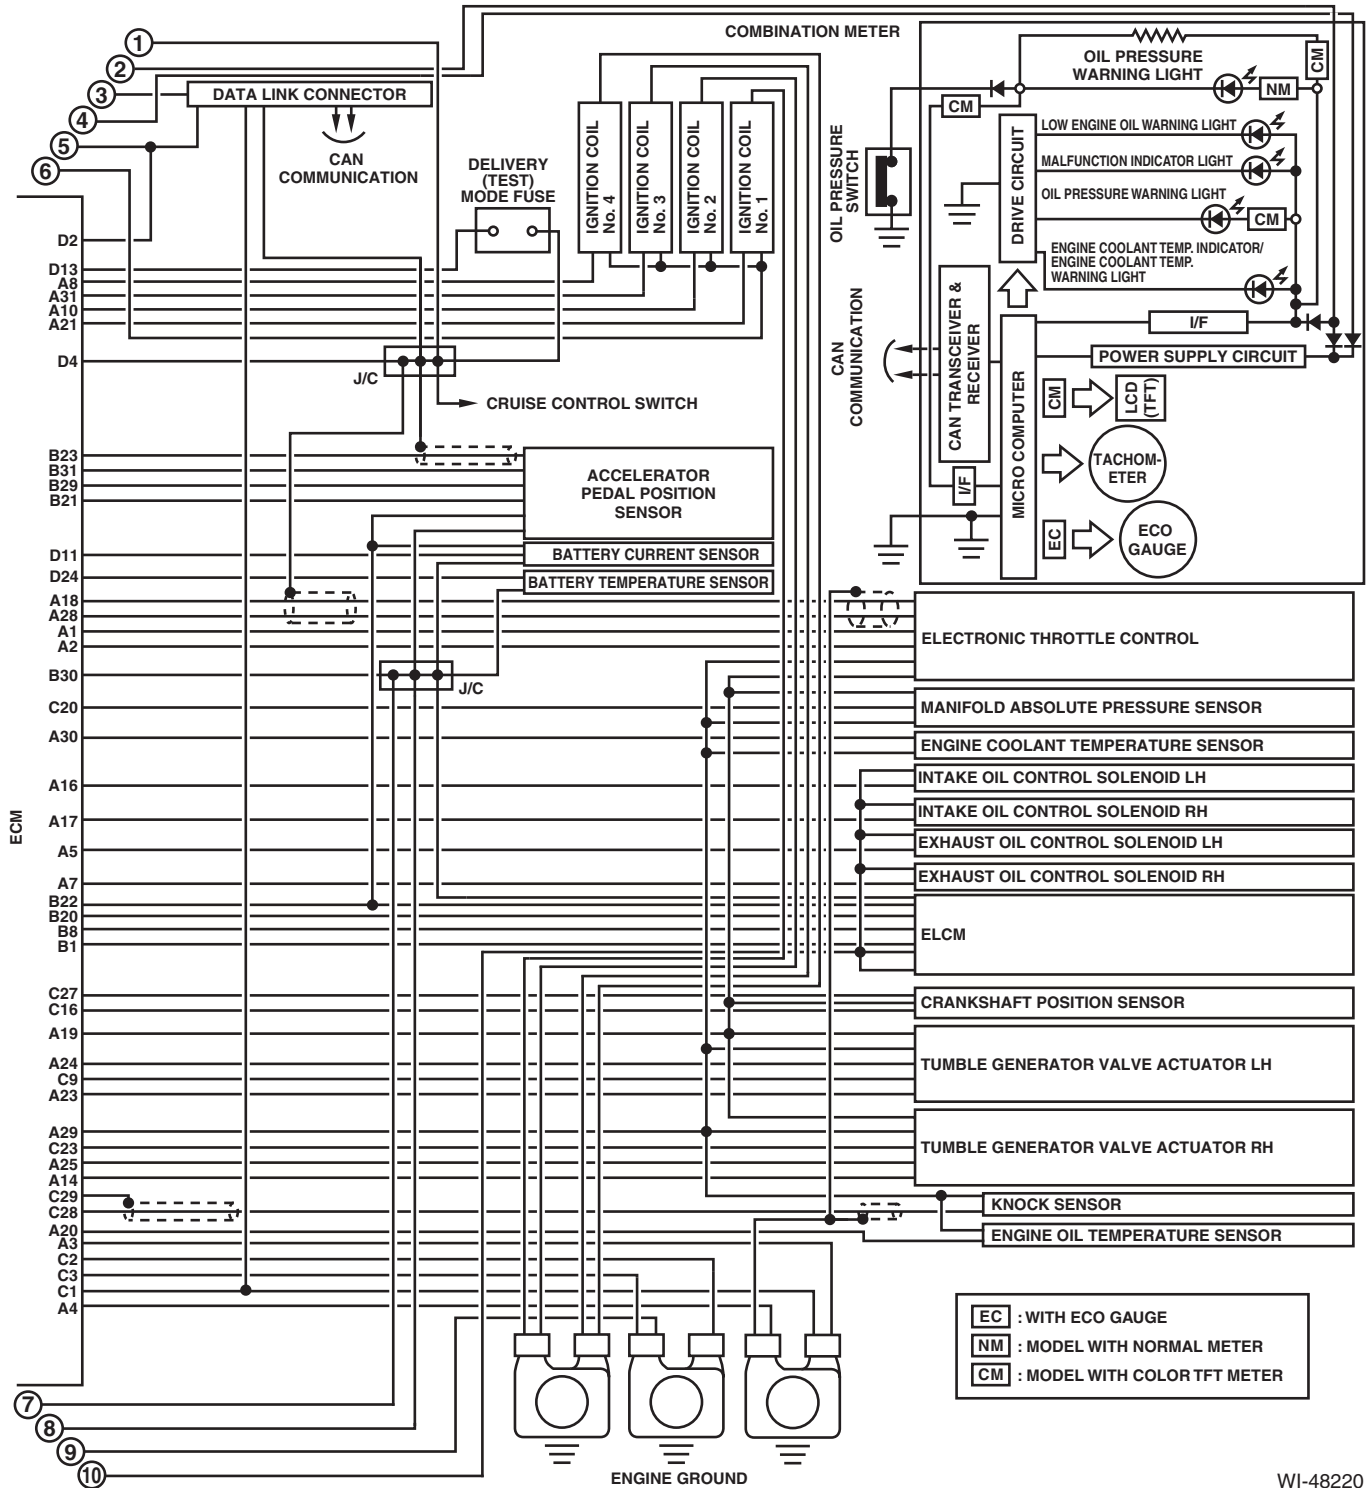 COMBINATION METER
1
2
3
4
5
6
DATA LINK CONNECTOR
CAN
COMMUNICATION
DELIVERY
(TEST)
MODE FUSE
IGNITION COIL
No. 4
IGNITION COIL
No. 3
IGNITION COIL
No. 2
IGNITION COIL
No. 1
OIL PRESSURE
SWITCH
OIL PRESSURE
WARNING LIGHT
CM
NM
CM
DRIVE CIRCUIT
LOW ENGINE OIL WARNING LIGHT
MALFUNCTION INDICATOR LIGHT
OIL PRESSURE WARNING LIGHT
CM
ENGINE COOLANT TEMP. INDICATOR/
ENGINE COOLANT TEMP.
WARNING LIGHT
CAN
COMMUNICATION
CAN TRANSCEIVER &
RECEIVER
MICRO COMPUTER
I/F
POWER SUPPLY CIRCUIT
CM
LCD
(TFT)
TACHOM-
ETER
I/F
EC
ECO
GAUGE
ECM
D2
D13
A8
A31
A10
A21
D4
J/C
CRUISE CONTROL SWITCH
B23
B31
B29
B21
ACCELERATOR
PEDAL POSITION
SENSOR
D11
BATTERY CURRENT SENSOR
D24
BATTERY TEMPERATURE SENSOR
A18
A28
A1
A2
ELECTRONIC THROTTLE CONTROL
B30
J/C
C20
MANIFOLD ABSOLUTE PRESSURE SENSOR
A30
ENGINE COOLANT TEMPERATURE SENSOR
A16
INTAKE OIL CONTROL SOLENOID LH
A17
INTAKE OIL CONTROL SOLENOID RH
A5
EXHAUST OIL CONTROL SOLENOID LH
A7
EXHAUST OIL CONTROL SOLENOID RH
B22
B20
B8
B1
ELCM
C27
C16
CRANKSHAFT POSITION SENSOR
A19
A24
C9
A23
TUMBLE GENERATOR VALVE ACTUATOR LH
A29
C23
A25
A14
TUMBLE GENERATOR VALVE ACTUATOR RH
C29
C28
KNOCK SENSOR
A20
ENGINE OIL TEMPERATURE SENSOR
A3
C2
C3
C1
A4
EC : WITH ECO GAUGE
NM : MODEL WITH NORMAL METER
CM : MODEL WITH COLOR TFT METER
7
8
9
10
ENGINE GROUND
WI-48220